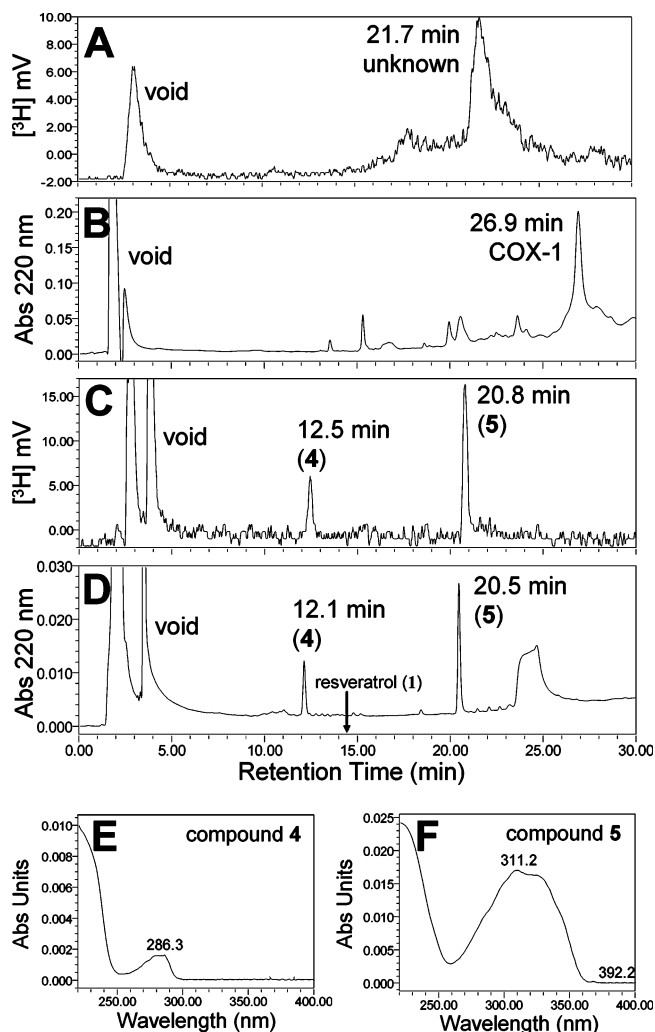 A
[³H] mV
10.00
8.00
6.00
4.00
2.00
0.00
-2.00
void
21.7 min
unknown
B
Abs 220 nm
0.20
0.15
0.10
0.05
0.00
void
26.9 min
COX-1
C
[³H] mV
15.00
10.00
5.00
0.00
void
12.5 min
(4)
20.8 min
(5)
D
Abs 220 nm
0.030
0.020
0.010
0.000
void
12.1 min
(4)
resveratrol (1)
20.5 min
(5)
0.00 5.00 10.00 15.00 20.00 25.00 30.00
Retention Time (min)
E
compound 4
Abs Units
0.010
0.008
0.006
0.004
0.002
0.000
286.3
250.00 300.00 350.00 400.00
Wavelength (nm)
F
compound 5
Abs Units
0.025
0.020
0.015
0.010
0.005
0.000
311.2
392.2
250.00 300.00 350.00 400.00
Wavelength (nm)